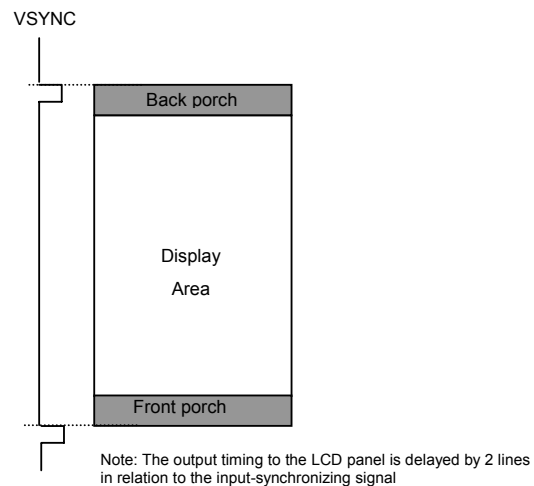 VSYNC
Back porch
Display
Area
Front porch
Note: The output timing to the LCD panel is delayed by 2 lines
in relation to the input-synchronizing signal